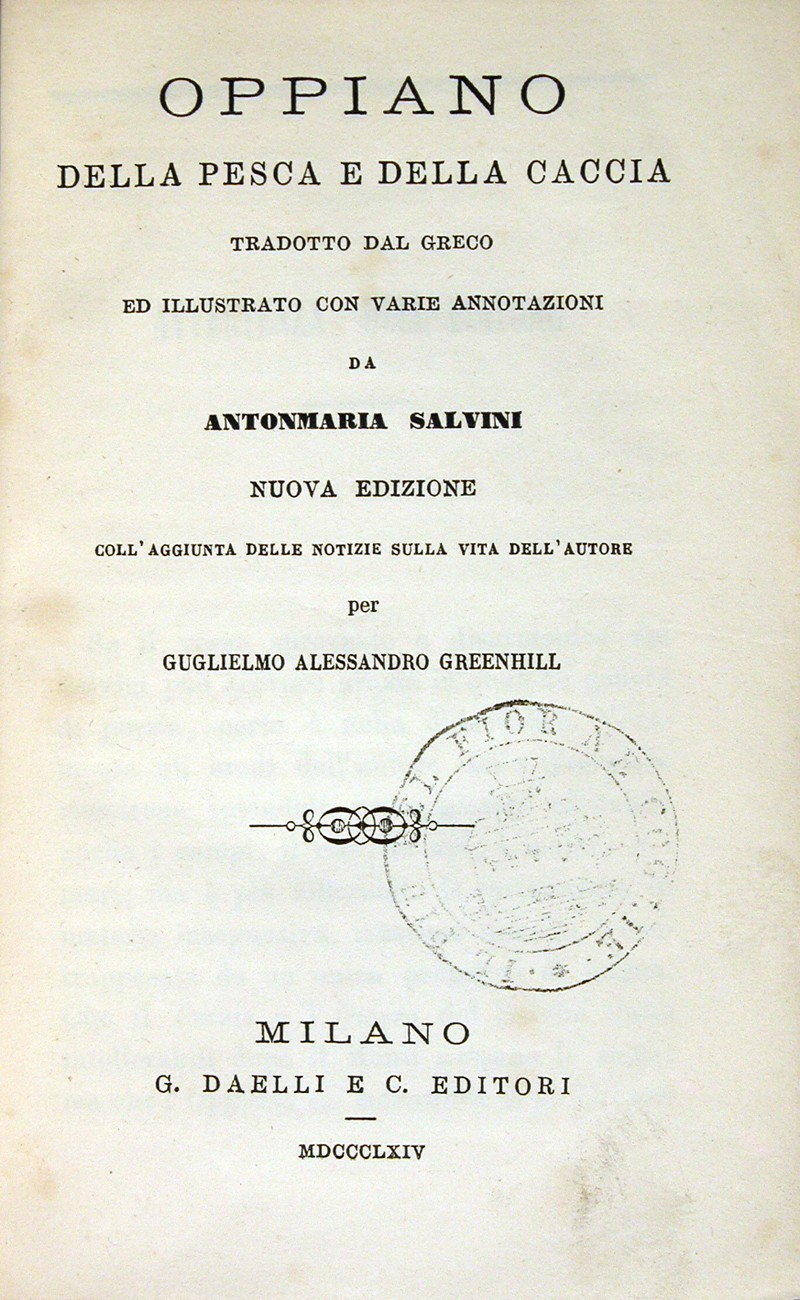 OPPIANO
DELLA PESCA E DELLA CACCIA
TRADOTTO DAL GRECO
ED ILLUSTRATO CON VARIE ANNOTAZIONI
DA
ANTONMARIA SALVINI
NUOVA EDIZIONE
COLL'AGGIUNTA DELLE NOTIZIE SULLA VITA DELL'AUTORE
per
GUGLIELMO ALESSANDRO GREENHILL
FIOR
MILANO
G. DAELLI E C. EDITORI
MDCCCLXIV